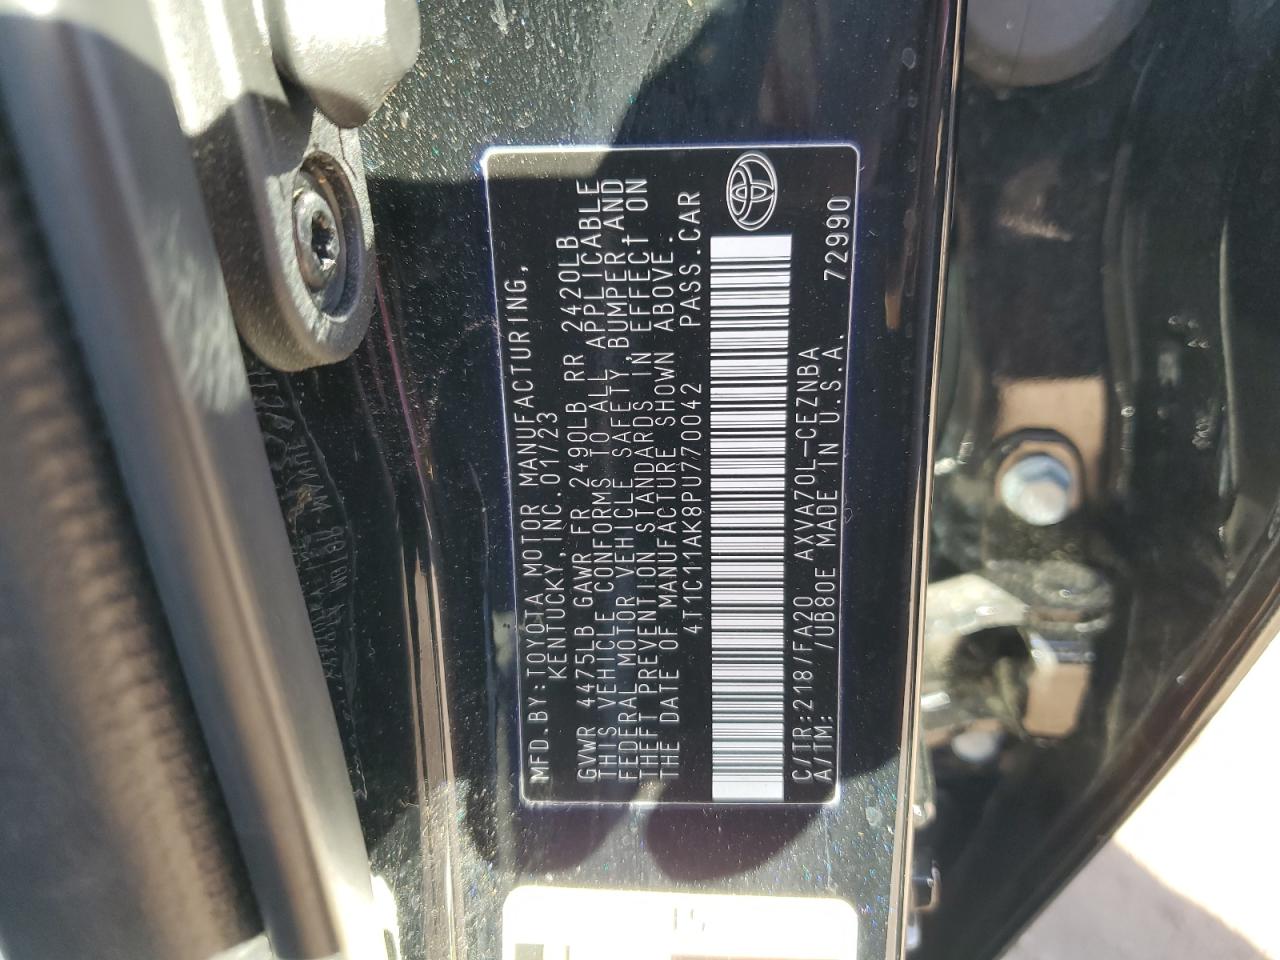 MFD.BY:TOYOTA MOTOR MANUFACTURING,
KENTUCKY,INC.01/23
GVWR 4475LB GAWR FR 2490LB RR 2420LB
THIS VEHICLE CONFORMS TO ALL APPLICABLE
FEDERAL MOTOR VEHICLE SAFETY,BUMPER AND
THEFT PREVENTION STANDARDS IN EFFECT ON
THE DATE OF MANUFACTURE SHOWN ABOVE.
4T1C11AK8PU770042 PASS.CAR
C/TR:218/FA20 AXVA70L-CEZNBA
A/TM: /UB80E MADE IN U.S.A. 72990